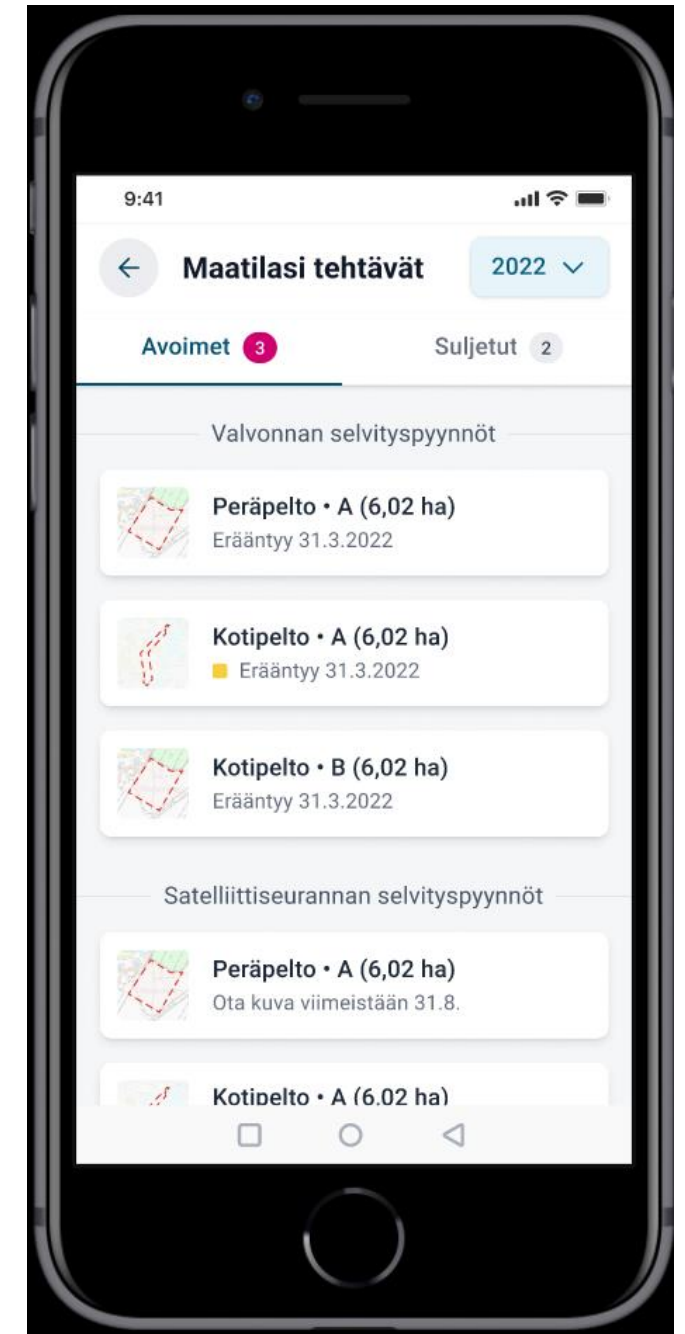 9:41
Maatilasi tehtävät
2022
Avoimet 3
Suljetut 2
Valvonnan selvityspyynnöt
Peräpelto • A (6,02 ha)
Erääntyy 31.3.2022
Kotipelto • A (6,02 ha)
Erääntyy 31.3.2022
Kotipelto • B (6,02 ha)
Erääntyy 31.3.2022
Satelliittiseurannan selvityspyynnöt
Peräpelto • A (6,02 ha)
Ota kuva viimeistään 31.8.
Kotipelto • A (6,02 ha)